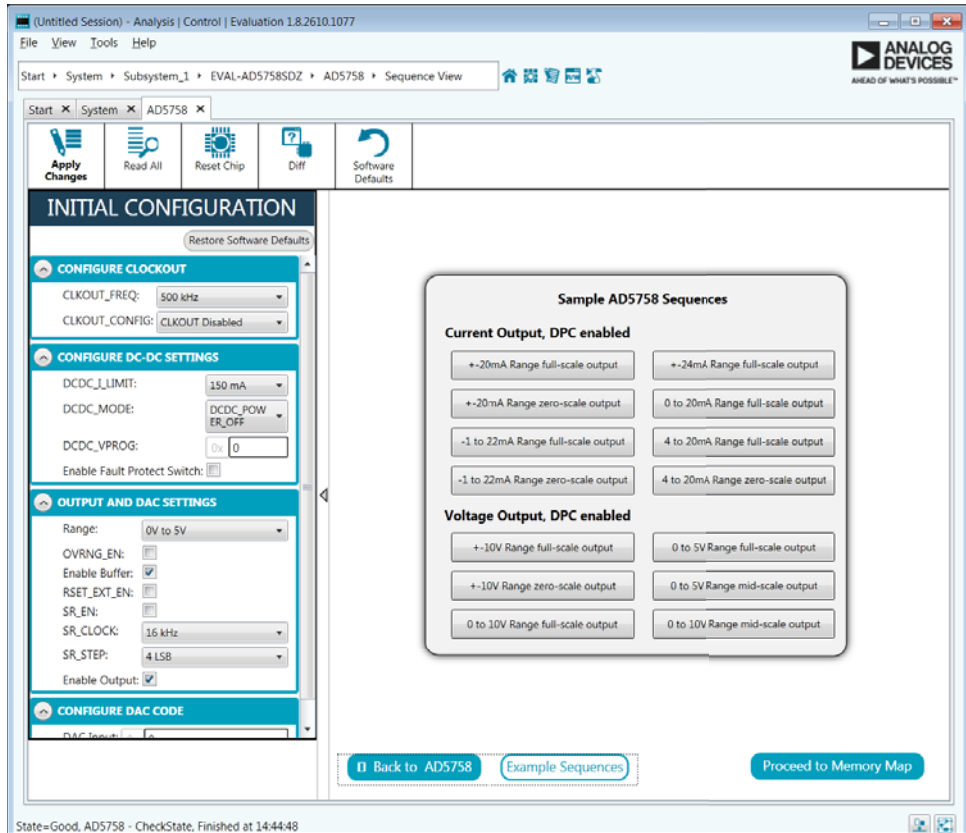 (Untitled Session) - Analysis | Control | Evaluation 1.8.2610.1077
File View Tools Help
ANALOG
DEVICES
AHEAD OF WHAT'S POSSIBLE™
Start System Subsystem_1 EVAL-AD5758SDZ AD5758 Sequence View
Start System AD5758
Apply Changes
Read All
Reset Chip
Diff
Software Defaults
INITIAL CONFIGURATION
Restore Software Defaults
CONFIGURE CLOCKOUT
CLKOUT_FREQ: 500 kHz
CLKOUT_CONFIG: CLKOUT Disabled
CONFIGURE DC-DC SETTINGS
DCDC_I_LIMIT: 150 mA
DCDC_MODE: DCDC_POW
ER_OFF
DCDC_VPROG: 0x 0
Enable Fault Protect Switch:
OUTPUT AND DAC SETTINGS
Range: 0V to 5V
OVRNG_EN:
Enable Buffer:
RSET_EXT_EN:
SR_EN:
SR_CLOCK: 16 kHz
SR_STEP: 4 LSB
Enable Output:
CONFIGURE DAC CODE
DAC Input: 0
Sample AD5758 Sequences
Current Output, DPC enabled
+-20mA Range full-scale output
+-24mA Range full-scale output
+-20mA Range zero-scale output
0 to 20mA Range full-scale output
-1 to 22mA Range full-scale output
4 to 20mA Range full-scale output
-1 to 22mA Range zero-scale output
4 to 20mA Range zero-scale output
Voltage Output, DPC enabled
+-10V Range full-scale output
0 to 5V Range full-scale output
+-10V Range zero-scale output
0 to 5V Range mid-scale output
0 to 10V Range full-scale output
0 to 10V Range mid-scale output
Back to AD5758
Example Sequences
Proceed to Memory Map
State=Good, AD5758 - CheckState, Finished at 14:44:48